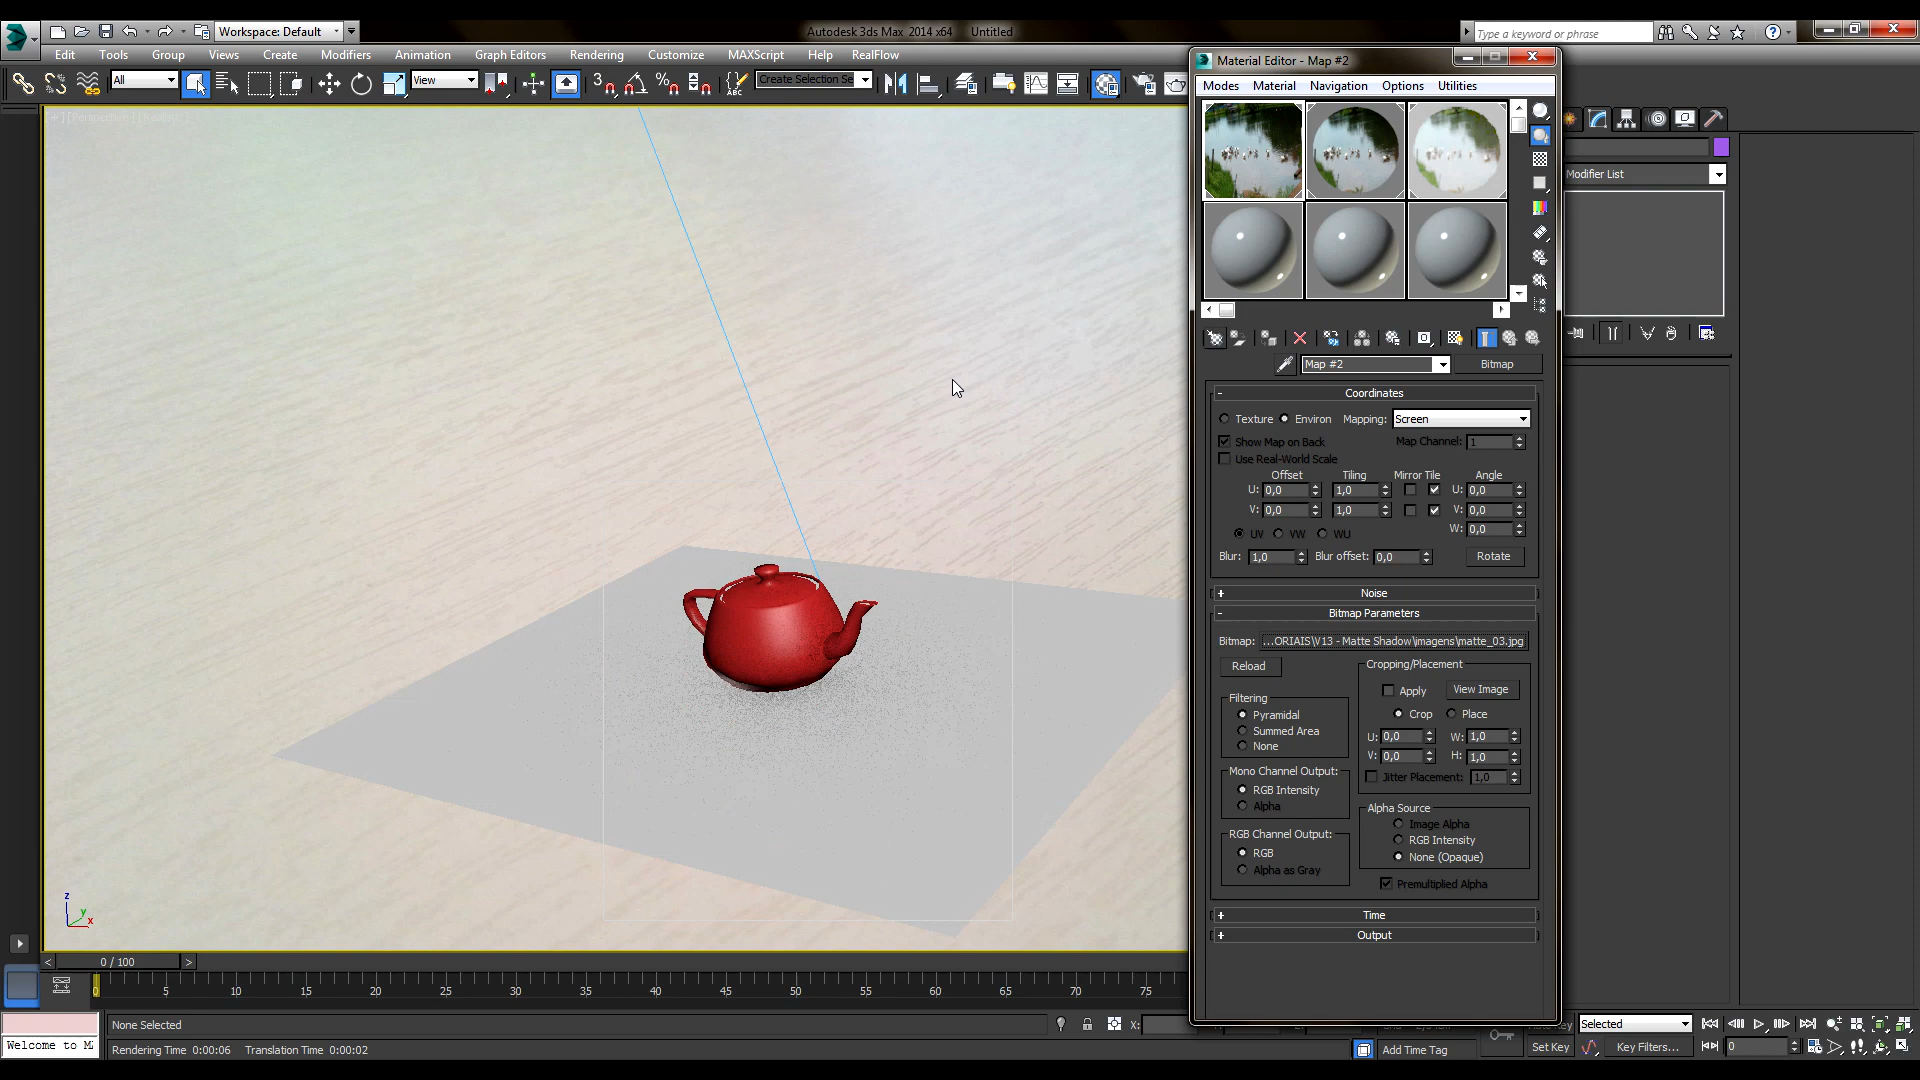 Workspace: Default
Autodesk 3ds Max 2014 x64 Untitled
Type a keyword or phrase
Edit Tools Group Views Create Modifiers Animation Graph Editors Rendering Customize MAXScript Help RealFlow
All
View
Create Selection Se
Material Editor - Map #2
Modes Material Navigation Options Utilities
Modifier List
Map #2
Bitmap
Coordinates
Texture Environ Mapping: Screen
Show Map on Back Map Channel: 1
Use Real-World Scale
Offset Tiling Mirror Tile Angle
U: 0,0 1,0 U: 0,0
V: 0,0 1,0 V: 0,0
W: 0,0
UV VW WU
Blur: 1,0 Blur offset: 0,0 Rotate
Noise
Bitmap Parameters
Bitmap: ...ORIAIS\V13 - Matte Shadow\imagens\matte_03.jpg
Reload
Cropping/Placement
Apply View Image
Crop Place
U: 0,0 W: 1,0
V: 0,0 H: 1,0
Jitter Placement: 1,0
Filtering
Pyramidal
Summed Area
None
Mono Channel Output:
RGB Intensity
Alpha
RGB Channel Output:
RGB
Alpha as Gray
Alpha Source
Image Alpha
RGB Intensity
None (Opaque)
Premultiplied Alpha
Time
Output
z
y
x
< 0 / 100 >
0 5 10 15 20 25 30 35 40 45 50 55 60 65 70 75
None Selected
X:
Selected
Welcome to M
Rendering Time 0:00:06 Translation Time 0:00:02
Add Time Tag
Set Key
Key Filters...
0